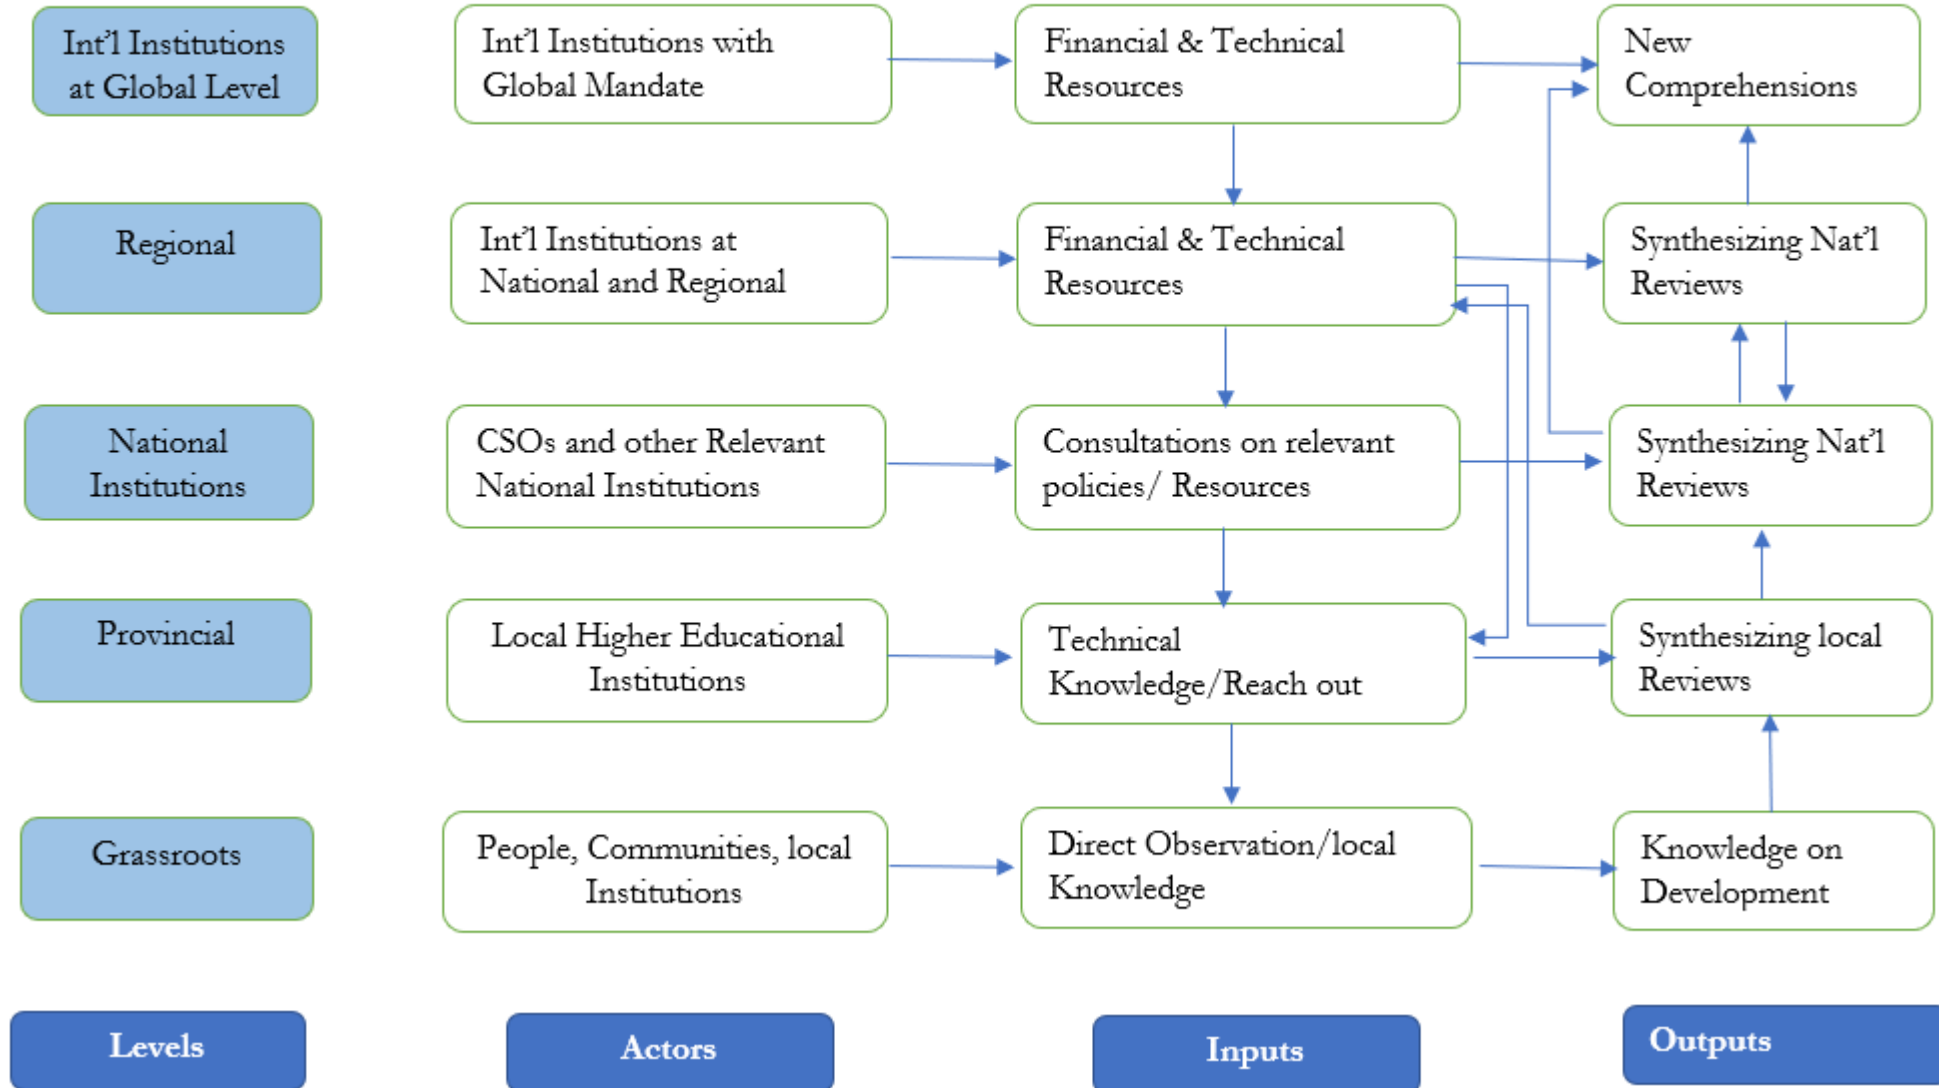 Int'l Institutions
at Global Level
Int'l Institutions with
Global Mandate
Financial & Technical
Resources
New
Comprehensions
Regional
Int'l Institutions at
National and Regional
Financial & Technical
Resources
Synthesizing Nat'l
Reviews
National
Institutions
CSOs and other Relevant
National Institutions
Consultations on relevant
policies/ Resources
Synthesizing Nat'l
Reviews
Provincial
Local Higher Educational
Institutions
Technical
Knowledge/Reach out
Synthesizing local
Reviews
Grassroots
People, Communities, local
Institutions
Direct Observation/local
Knowledge
Knowledge on
Development
Levels
Actors
Inputs
Outputs